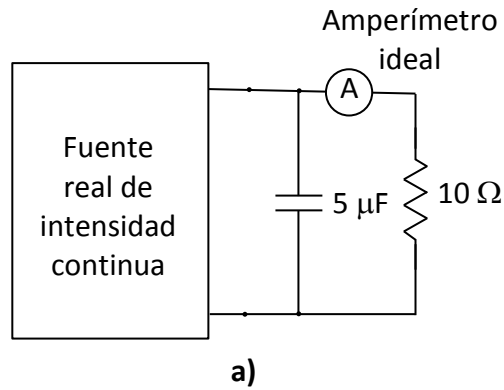 Amperímetro
ideal
A
Fuente
real de
intensidad
continua
5 μF
10 Ω
a)